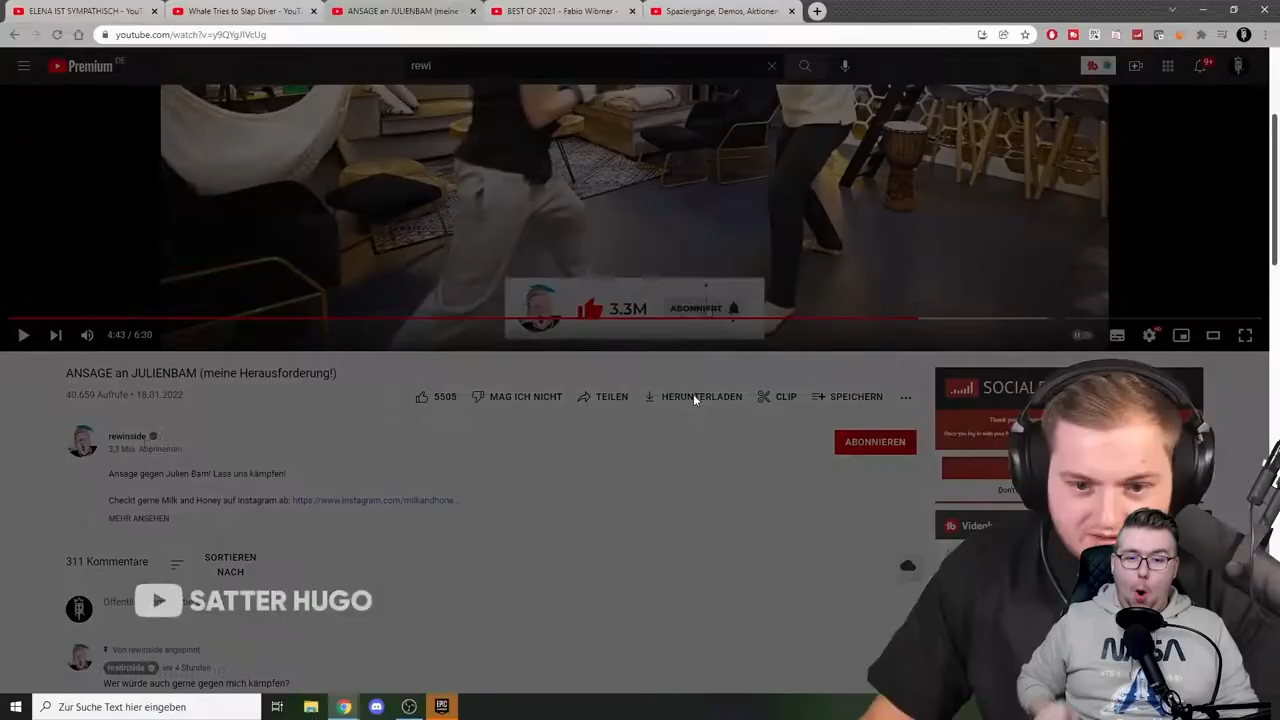 ELENA IST SYMPATHISCH - YouT
Whale Tries to Slap Diver - YouT
ANSAGE an JULIENBAM (meine
BEST OF 2021 - Fabio Wibmer -
Spaziergänge, Demos, Aktionen
youtube.com/watch?v=y9QYgJIVcUg
Premium DE
rewi
9+
3.3M ABONNIERT
4:43 / 6:30
ANSAGE an JULIENBAM (meine Herausforderung!)
40.659 Aufrufe • 18.01.2022
5505 MAG ICH NICHT TEILEN HERUNTERLADEN CLIP SPEICHERN
rewinside
3,3 Mio. Abonnenten
ABONNIEREN
Ansage gegen Julien Bam! Lass uns kämpfen!
Checkt gerne Milk and Honey auf Instagram ab: https://www.instagram.com/milkandhone...
MEHR ANSEHEN
311 Kommentare
SORTIEREN
NACH
SATTER HUGO
Von rewinside angepinnt
rewinside vor 4 Stunden
Wer würde auch gerne gegen mich kämpfen?
NASA
Zur Suche Text hier eingeben
EPIC